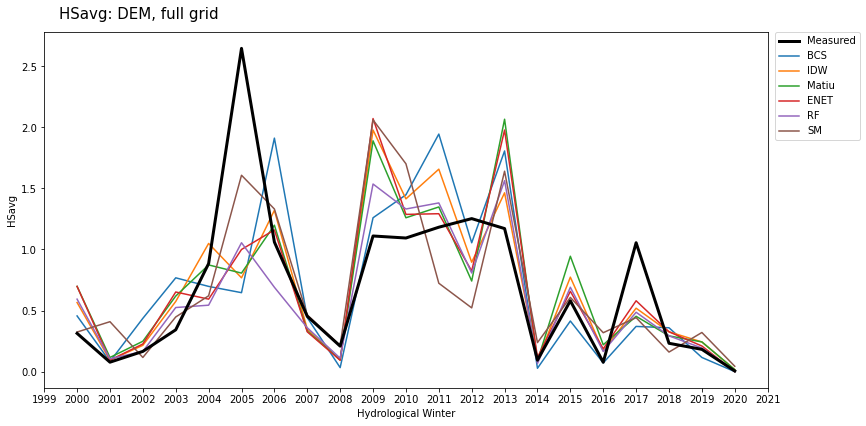 HSavg: DEM, full grid
Measured
BCS
IDW
Matiu
ENET
RF
SM
HSavg
2.5
2.0
1.5
1.0
0.5
0.0
1999 2000 2001 2002 2003 2004 2005 2006 2007 2008 2009 2010 2011 2012 2013 2014 2015 2016 2017 2018 2019 2020 2021
Hydrological Winter